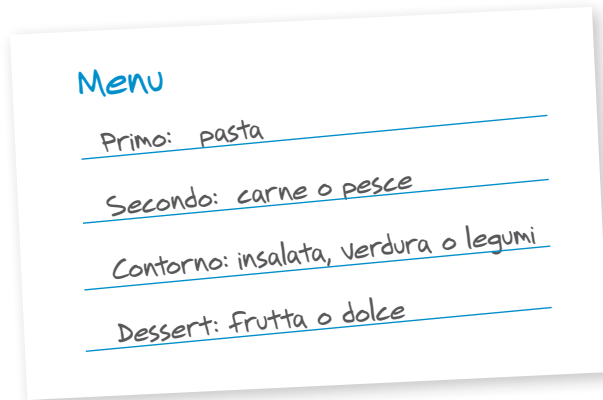 Menu
Primo: pasta
Secondo: carne o pesce
Contorno: insalata, verdura o legumi
Dessert: frutta o dolce